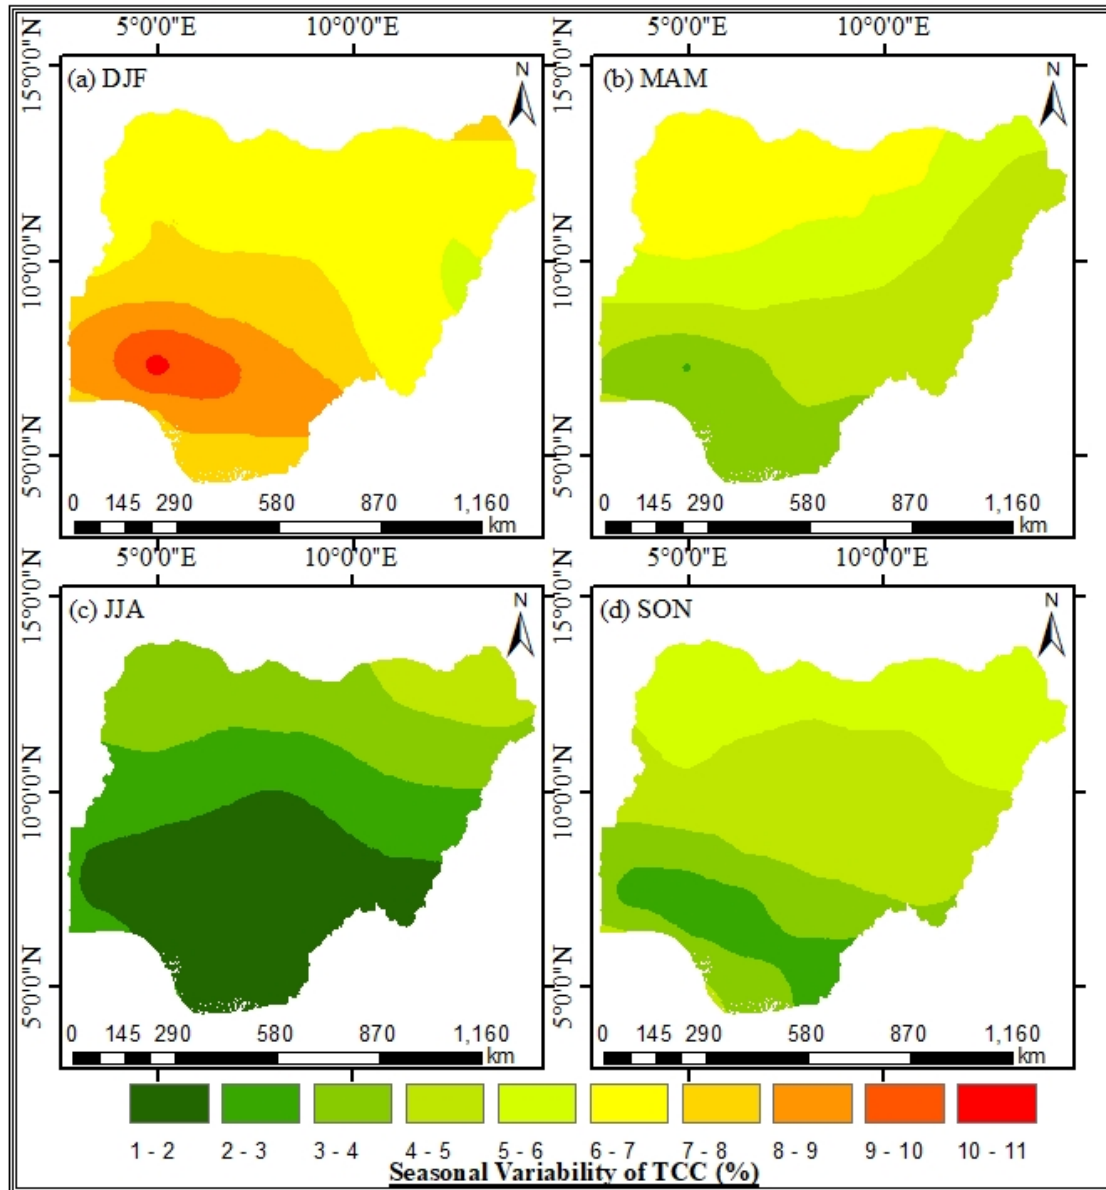 5°0'0"E 10°0'0"E
(a) DJF
N
15°0'0"N
10°0'0"N
5°0'0"N
0 145 290 580 870 1,160
km
5°0'0"E 10°0'0"E
(b) MAM
N
15°0'0"N
10°0'0"N
5°0'0"N
0 145 290 580 870 1,160
km
5°0'0"E 10°0'0"E
(c) JJA
N
15°0'0"N
10°0'0"N
5°0'0"N
0 145 290 580 870 1,160
km
5°0'0"E 10°0'0"E
(d) SON
N
15°0'0"N
10°0'0"N
5°0'0"N
0 145 290 580 870 1,160
km
1 - 2 2 - 3 3 - 4 4 - 5 5 - 6 6 - 7 7 - 8 8 - 9 9 - 10 10 - 11
Seasonal Variability of TCC (%)